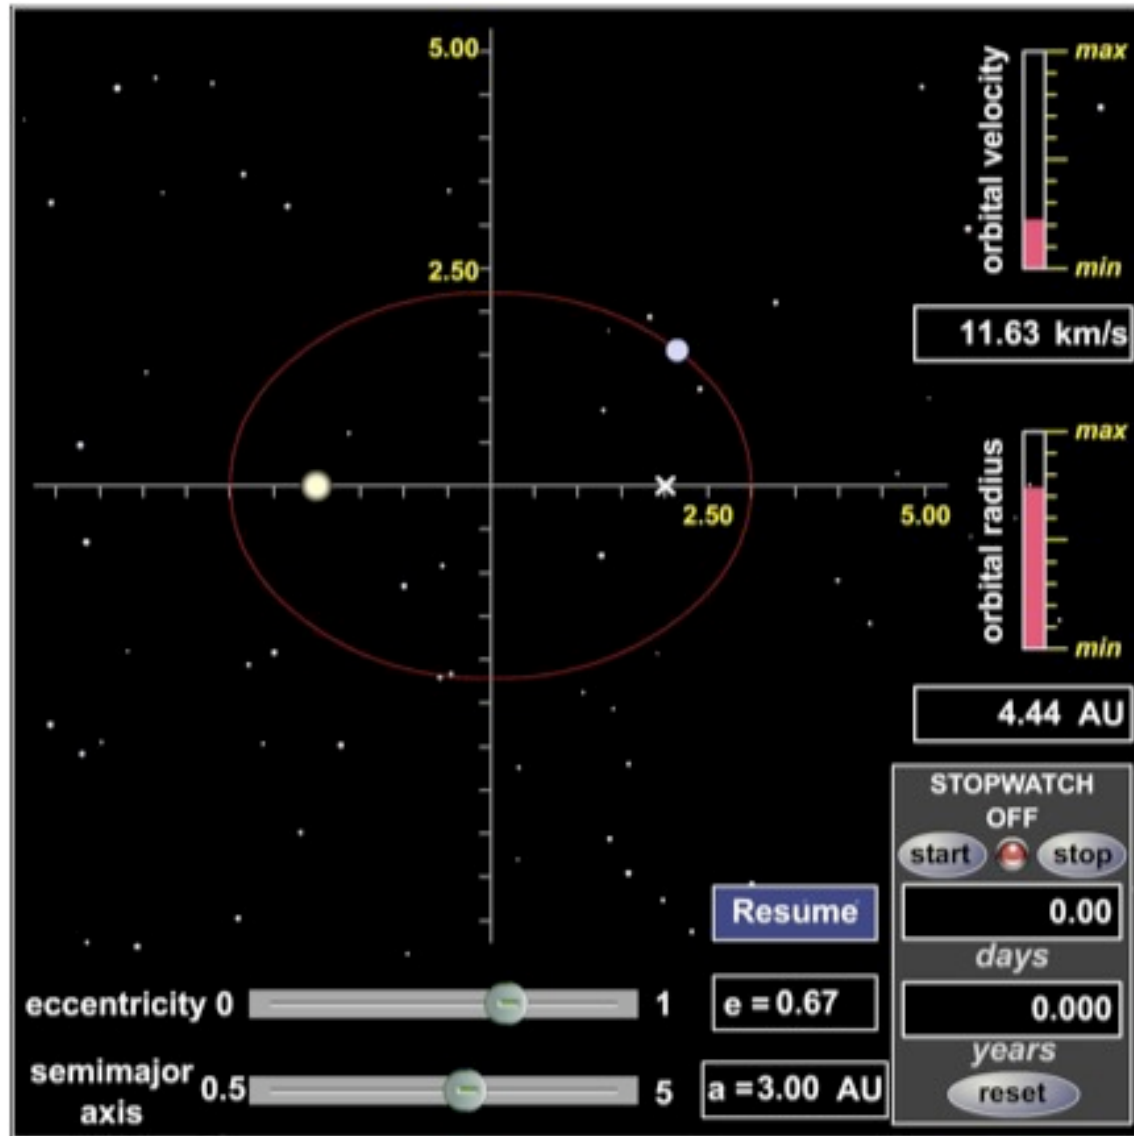 5.00
2.50
2.50
5.00
orbital velocity
max
min
11.63 km/s
orbital radius
max
min
4.44 AU
STOPWATCH
OFF
start
stop
0.00
days
0.000
years
reset
Resume
eccentricity 0
1
e = 0.67
semimajor
axis
0.5
5
a = 3.00 AU